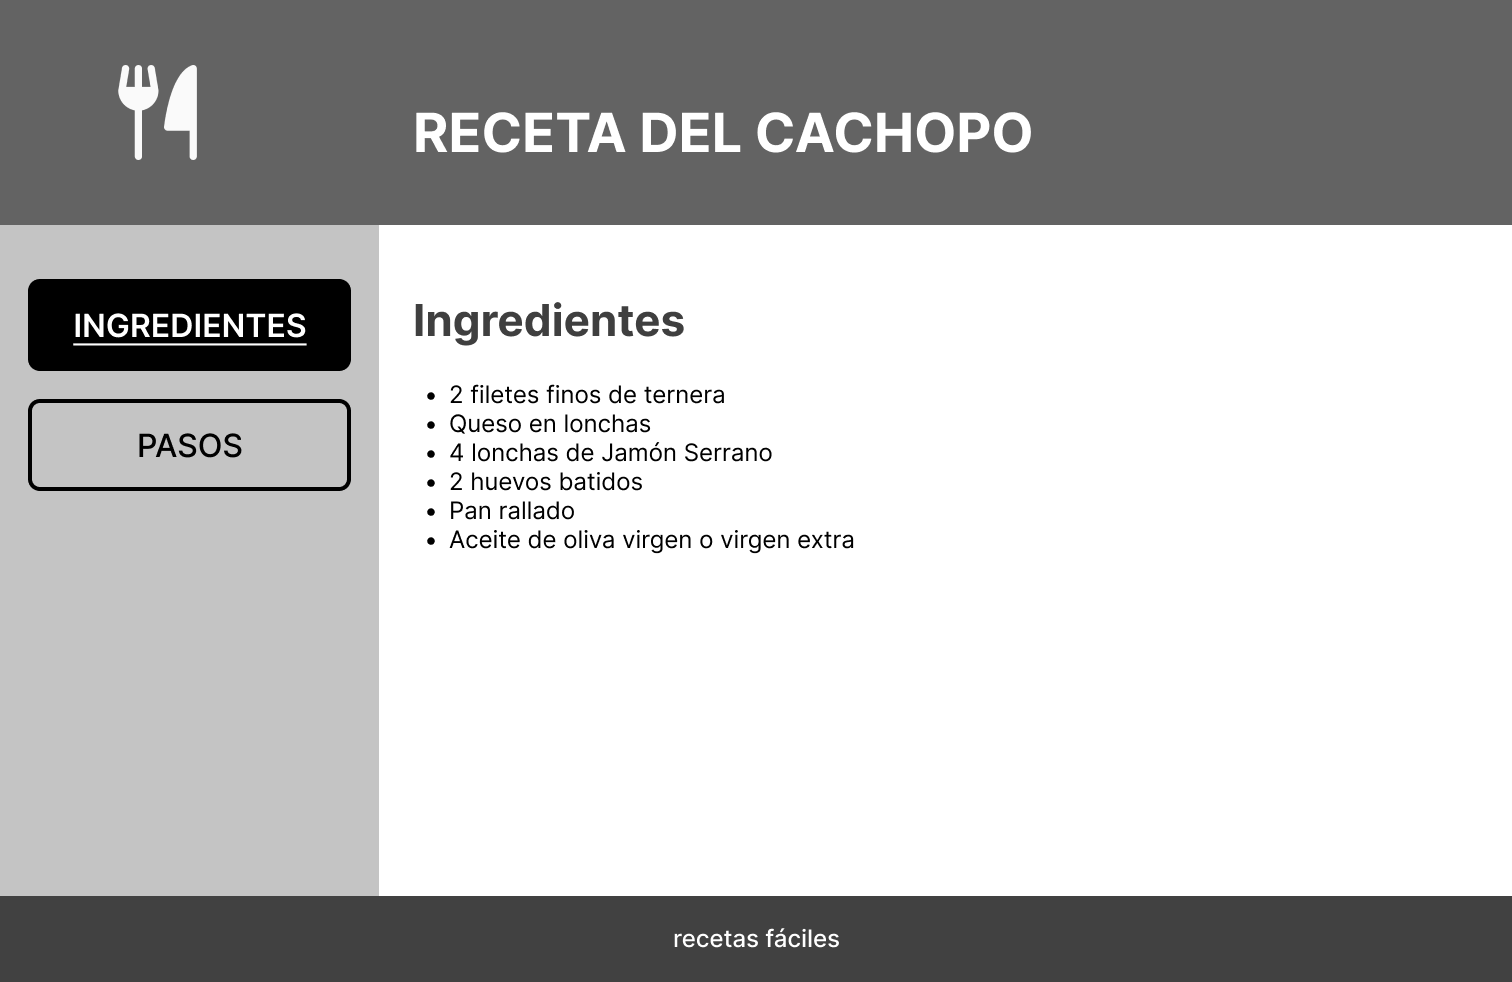 RECETA DEL CACHOPO
INGREDIENTES
PASOS
Ingredientes
• 2 filetes finos de ternera
• Queso en lonchas
• 4 lonchas de Jamón Serrano
• 2 huevos batidos
• Pan rallado
• Aceite de oliva virgen o virgen extra
recetas fáciles